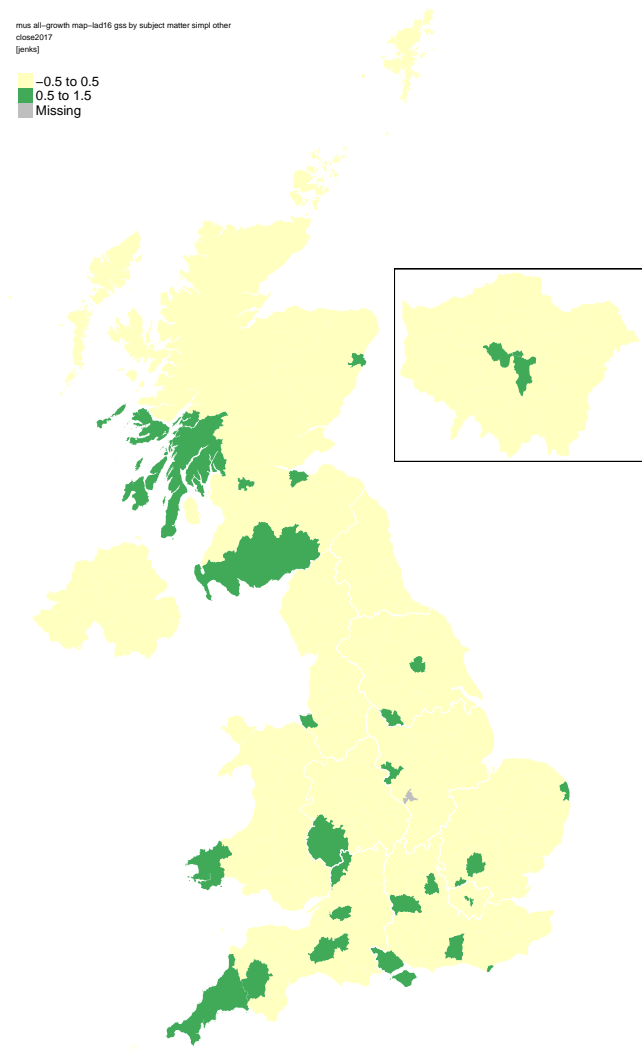 mus all−growth map−lad16 gss by subject matter simpl other
close2017
[jenks]
−0.5 to 0.5
0.5 to 1.5
Missing